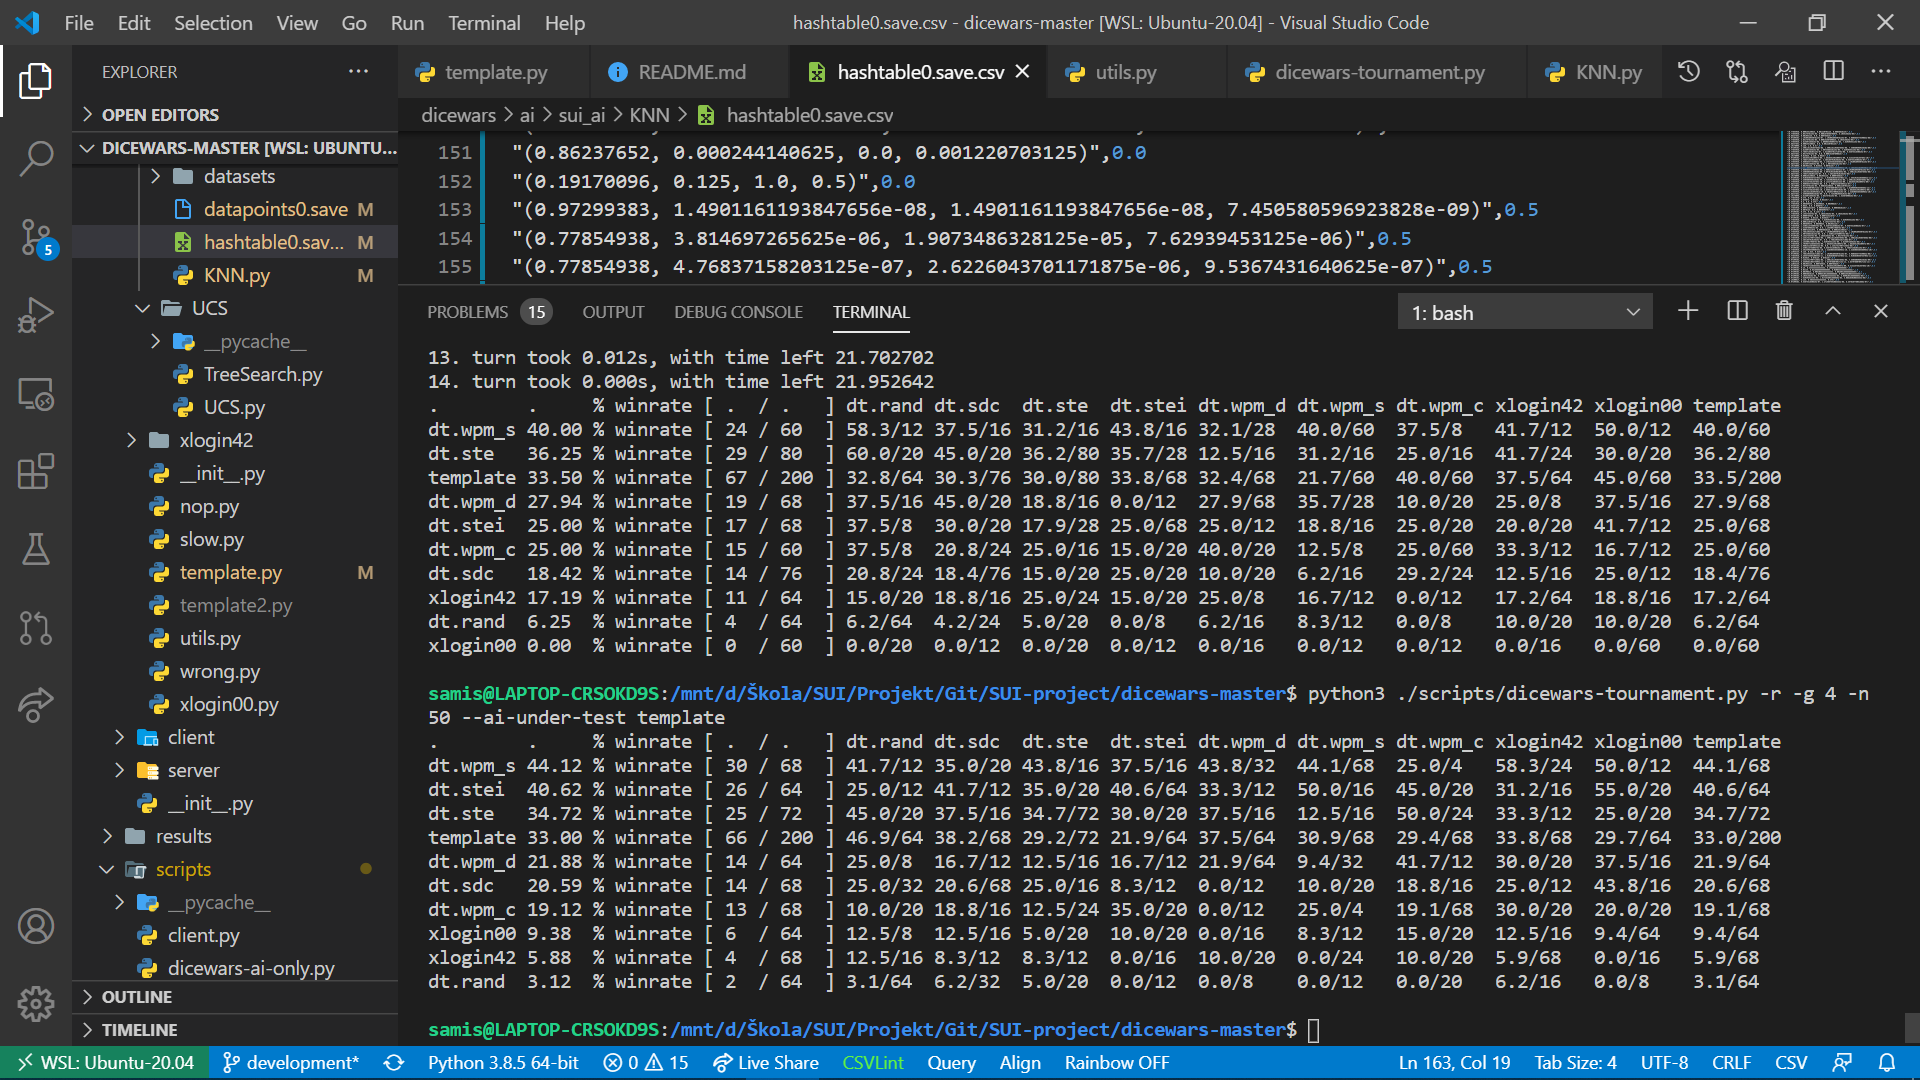 File Edit Selection View Go Run Terminal Help
hashtable0.save.csv - dicewars-master [WSL: Ubuntu-20.04] - Visual Studio Code
EXPLORER
template.py
README.md
hashtable0.save.csv
utils.py
dicewars-tournament.py
KNN.py
OPEN EDITORS
DICEWARS-MASTER [WSL: UBUNTU...
datasets
datapoints0.save M
hashtable0.sav... M
KNN.py M
UCS
__pycache__
TreeSearch.py
UCS.py
xlogin42
__init__.py
nop.py
slow.py
template.py M
template2.py
utils.py
wrong.py
xlogin00.py
client
server
__init__.py
results
scripts
__pycache__
client.py
dicewars-ai-only.py
OUTLINE
TIMELINE
5
dicewars > ai > sui_ai > KNN > hashtable0.save.csv
151 "(0.86237652, 0.000244140625, 0.0, 0.001220703125)",0.0
152 "(0.19170096, 0.125, 1.0, 0.5)",0.0
153 "(0.97299383, 1.4901161193847656e-08, 1.4901161193847656e-08, 7.450580596923828e-09)",0.5
154 "(0.77854938, 3.814697265625e-06, 1.9073486328125e-05, 7.62939453125e-06)",0.5
155 "(0.77854938, 4.76837158203125e-07, 2.6226043701171875e-06, 9.5367431640625e-07)",0.5
PROBLEMS 15 OUTPUT DEBUG CONSOLE TERMINAL 1: bash
13. turn took 0.012s, with time left 21.702702
14. turn took 0.000s, with time left 21.952642
. . % winrate [ . / . ] dt.rand dt.sdc dt.ste dt.stei dt.wpm_d dt.wpm_s dt.wpm_c xlogin42 xlogin00 template
dt.wpm_s 40.00 % winrate [ 24 / 60 ] 58.3/12 37.5/16 31.2/16 43.8/16 32.1/28 40.0/60 37.5/8 41.7/12 50.0/12 40.0/60
dt.ste 36.25 % winrate [ 29 / 80 ] 60.0/20 45.0/20 36.2/80 35.7/28 12.5/16 31.2/16 25.0/16 41.7/24 30.0/20 36.2/80
template 33.50 % winrate [ 67 / 200 ] 32.8/64 30.3/76 30.0/80 33.8/68 32.4/68 21.7/60 40.0/60 37.5/64 45.0/60 33.5/200
dt.wpm_d 27.94 % winrate [ 19 / 68 ] 37.5/16 45.0/20 18.8/16 0.0/12 27.9/68 35.7/28 10.0/20 25.0/8 37.5/16 27.9/68
dt.stei 25.00 % winrate [ 17 / 68 ] 37.5/8 30.0/20 17.9/28 25.0/68 25.0/12 18.8/16 25.0/20 20.0/20 41.7/12 25.0/68
dt.wpm_c 25.00 % winrate [ 15 / 60 ] 37.5/8 20.8/24 25.0/16 15.0/20 40.0/20 12.5/8 25.0/60 33.3/12 16.7/12 25.0/60
dt.sdc 18.42 % winrate [ 14 / 76 ] 20.8/24 18.4/76 15.0/20 25.0/20 10.0/20 6.2/16 29.2/24 12.5/16 25.0/12 18.4/76
xlogin42 17.19 % winrate [ 11 / 64 ] 15.0/20 18.8/16 25.0/24 15.0/20 25.0/8 16.7/12 0.0/12 17.2/64 18.8/16 17.2/64
dt.rand 6.25 % winrate [ 4 / 64 ] 6.2/64 4.2/24 5.0/20 0.0/8 6.2/16 8.3/12 0.0/8 10.0/20 10.0/20 6.2/64
xlogin00 0.00 % winrate [ 0 / 60 ] 0.0/20 0.0/12 0.0/20 0.0/12 0.0/16 0.0/12 0.0/12 0.0/16 0.0/60 0.0/60
samis@LAPTOP-CRSOKD9S:/mnt/d/Škola/SUI/Projekt/Git/SUI-project/dicewars-master$ python3 ./scripts/dicewars-tournament.py -r -g 4 -n
50 --ai-under-test template
. . % winrate [ . / . ] dt.rand dt.sdc dt.ste dt.stei dt.wpm_d dt.wpm_s dt.wpm_c xlogin42 xlogin00 template
dt.wpm_s 44.12 % winrate [ 30 / 68 ] 41.7/12 35.0/20 43.8/16 37.5/16 43.8/32 44.1/68 25.0/4 58.3/24 50.0/12 44.1/68
dt.stei 40.62 % winrate [ 26 / 64 ] 25.0/12 41.7/12 35.0/20 40.6/64 33.3/12 50.0/16 45.0/20 31.2/16 55.0/20 40.6/64
dt.ste 34.72 % winrate [ 25 / 72 ] 45.0/20 37.5/16 34.7/72 30.0/20 37.5/16 12.5/16 50.0/24 33.3/12 25.0/20 34.7/72
template 33.00 % winrate [ 66 / 200 ] 46.9/64 38.2/68 29.2/72 21.9/64 37.5/64 30.9/68 29.4/68 33.8/68 29.7/64 33.0/200
dt.wpm_d 21.88 % winrate [ 14 / 64 ] 25.0/8 16.7/12 12.5/16 16.7/12 21.9/64 9.4/32 41.7/12 30.0/20 37.5/16 21.9/64
dt.sdc 20.59 % winrate [ 14 / 68 ] 25.0/32 20.6/68 25.0/16 8.3/12 0.0/12 10.0/20 18.8/16 25.0/12 43.8/16 20.6/68
dt.wpm_c 19.12 % winrate [ 13 / 68 ] 10.0/20 18.8/16 12.5/24 35.0/20 0.0/12 25.0/4 19.1/68 30.0/20 20.0/20 19.1/68
xlogin00 9.38 % winrate [ 6 / 64 ] 12.5/8 12.5/16 5.0/20 10.0/20 0.0/16 8.3/12 15.0/20 12.5/16 9.4/64 9.4/64
xlogin42 5.88 % winrate [ 4 / 68 ] 12.5/16 8.3/12 8.3/12 0.0/16 10.0/20 0.0/24 10.0/20 5.9/68 0.0/16 5.9/68
dt.rand 3.12 % winrate [ 2 / 64 ] 3.1/64 6.2/32 5.0/20 0.0/12 0.0/8 0.0/12 0.0/20 6.2/16 0.0/8 3.1/64
samis@LAPTOP-CRSOKD9S:/mnt/d/Škola/SUI/Projekt/Git/SUI-project/dicewars-master$
WSL: Ubuntu-20.04 development* Python 3.8.5 64-bit 0 15 Live Share CSVLint Query Align Rainbow OFF Ln 163, Col 19 Tab Size: 4 UTF-8 CRLF CSV